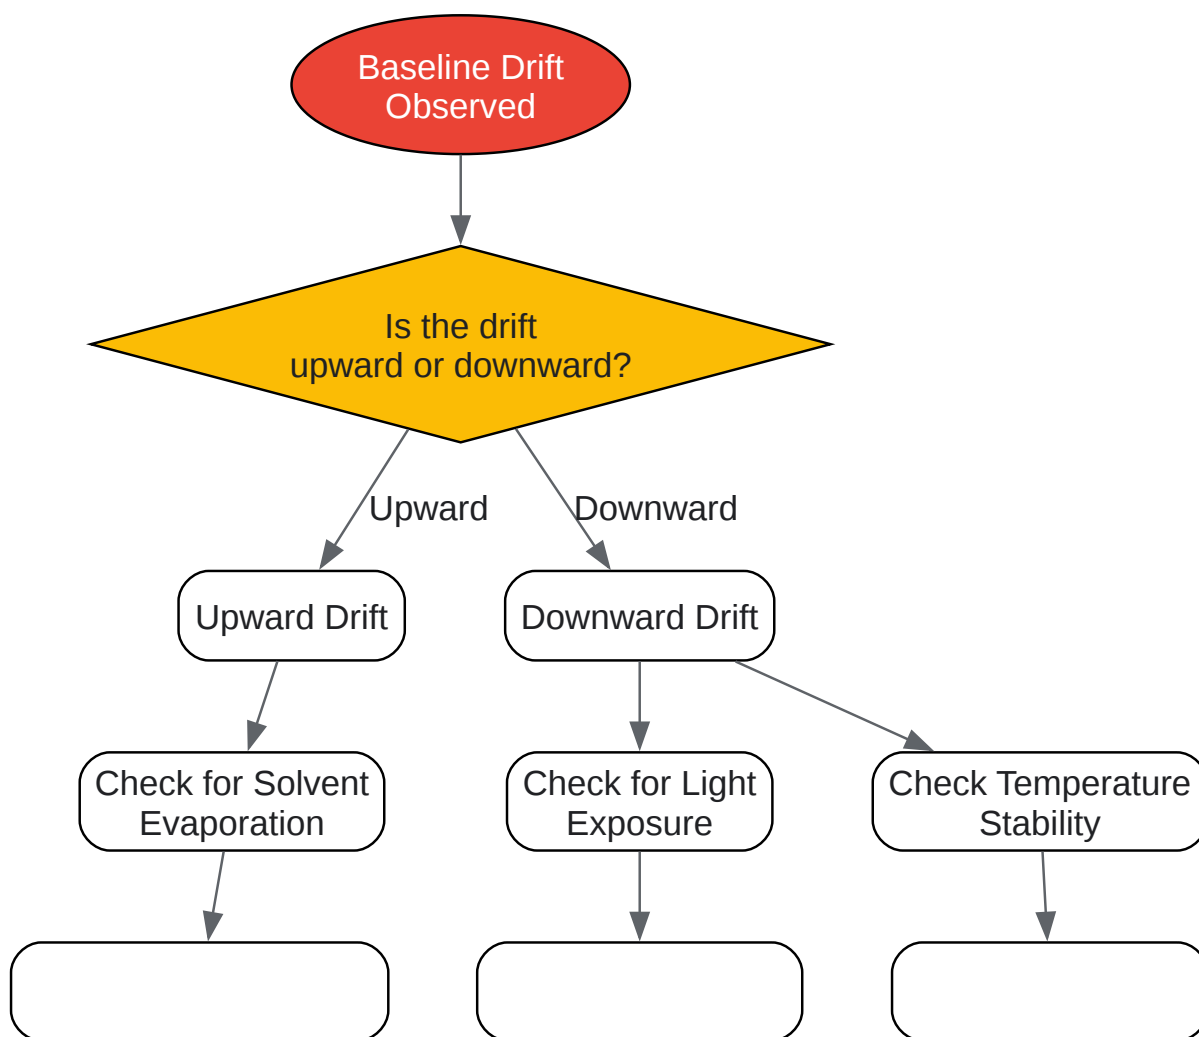 Baseline Drift
Observed
Is the drift
upward or downward?
Upward
Downward
Upward Drift
Downward Drift
Check for Solvent
Evaporation
Check for Light
Exposure
Check Temperature
Stability